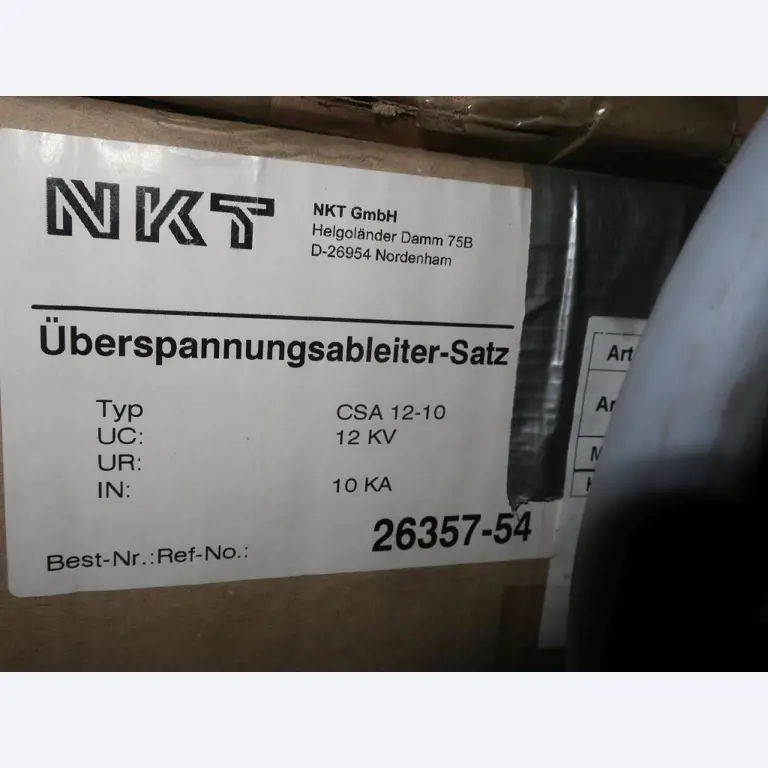 NKT
NKT GmbH
Helgoländer Damm 75B
D-26954 Nordenham
Überspannungsableiter-Satz
Typ CSA 12-10
UC: 12 KV
UR:
IN: 10 KA
Best-Nr.:Ref-No.: 26357-54
Art
Ar
M